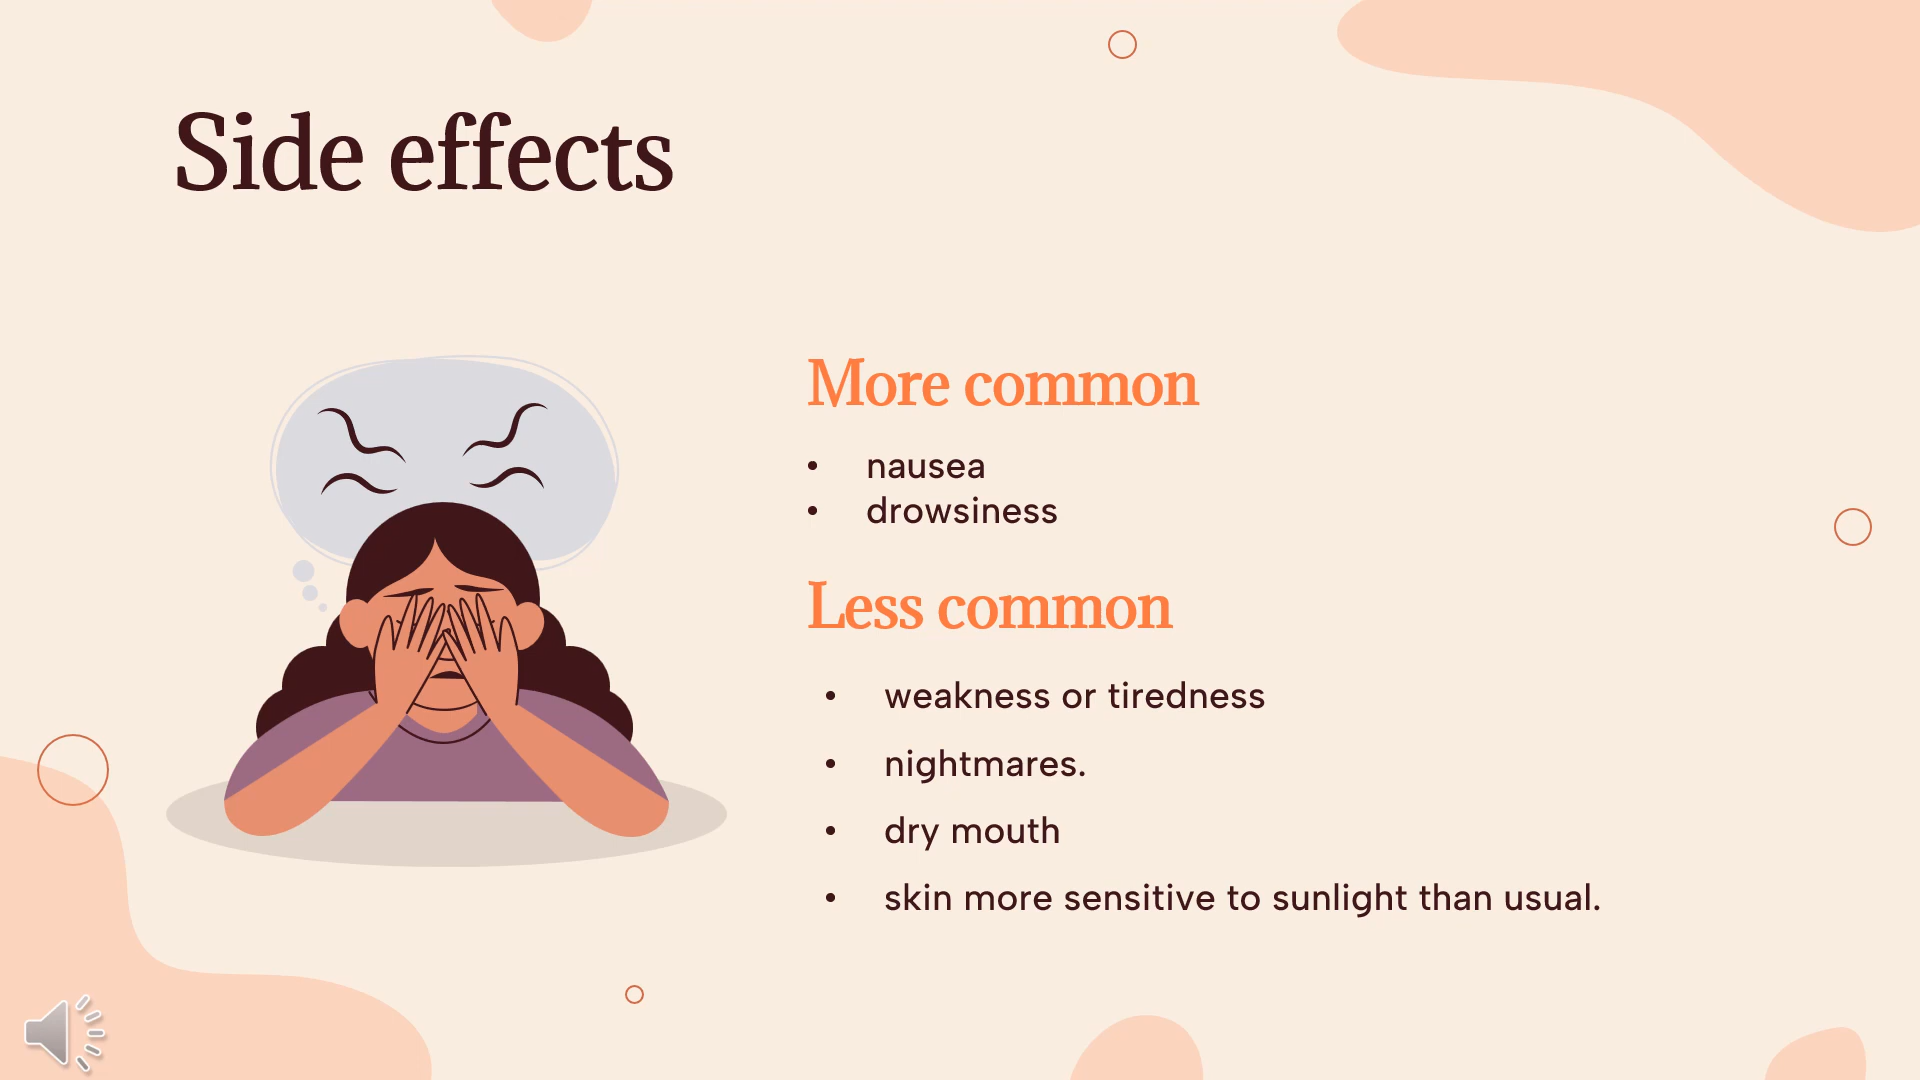 Side effects
More common
• nausea
• drowsiness
Less common
• weakness or tiredness
• nightmares.
• dry mouth
• skin more sensitive to sunlight than usual.